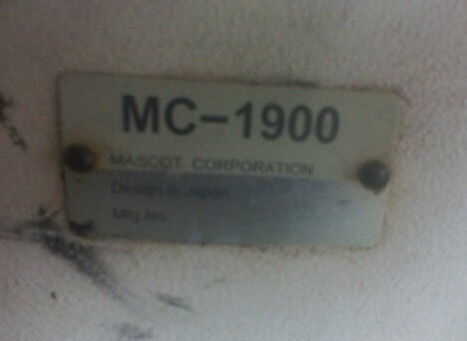 MC-1900
MASCOT CORPORATION
Design in Japan
Mfg.No.